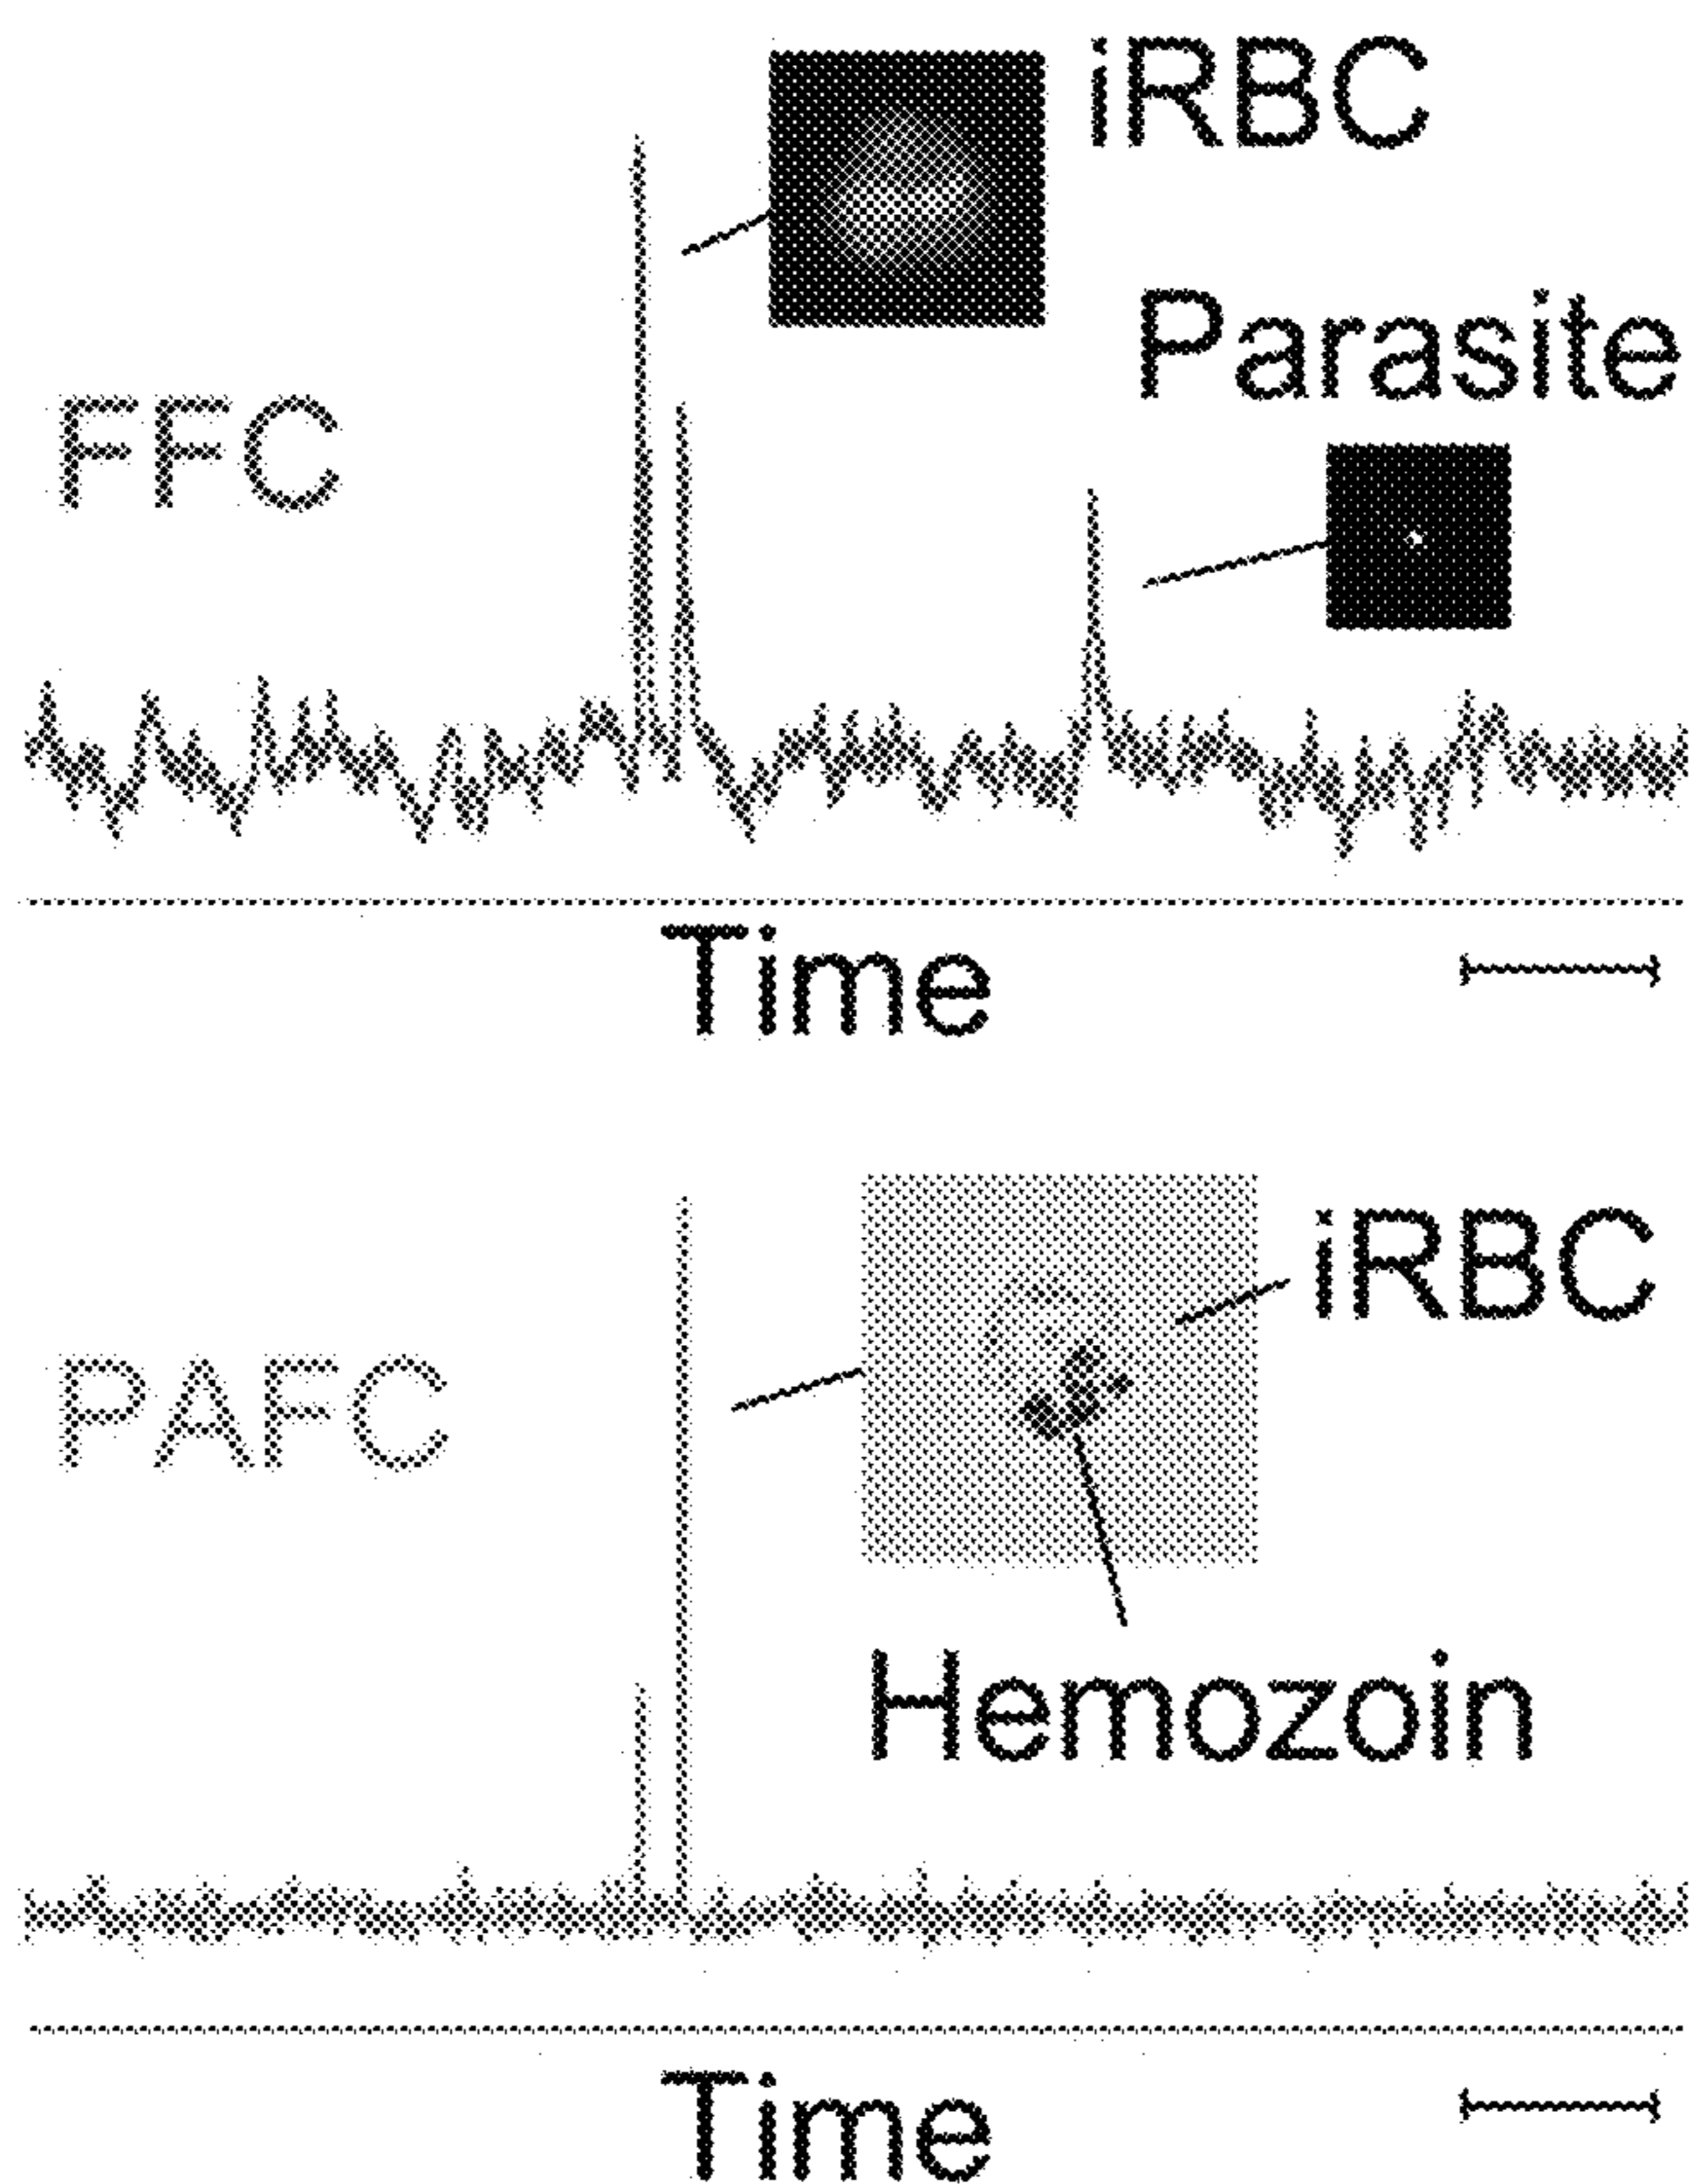 iRBC
Parasite
FFC
Time
iRBC
PAFC
Hemozoin
Time